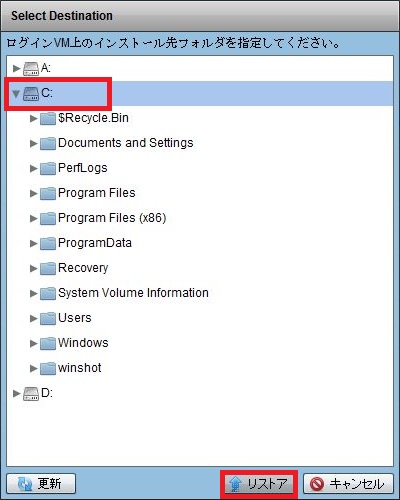 Select Destination
ログインVM上のインストール先フォルダを指定してください。
A:
C:
$Recycle.Bin
Documents and Settings
PerfLogs
Program Files
Program Files (x86)
ProgramData
Recovery
System Volume Information
Users
Windows
winshot
D:
更新 リストア キャンセル